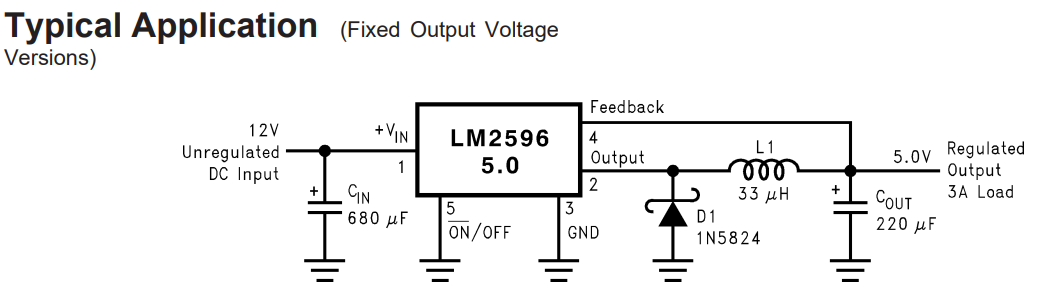 Typical Application (Fixed Output Voltage
Versions)
Feedback
12V
Unregulated
DC Input
+VIN
1
LM2596
5.0
4
Output
2
L1
33 μH
5.0V
Regulated
Output
3A Load
+
CIN
680 μF
5
ON/OFF
3
GND
D1
1N5824
+
COUT
220 μF